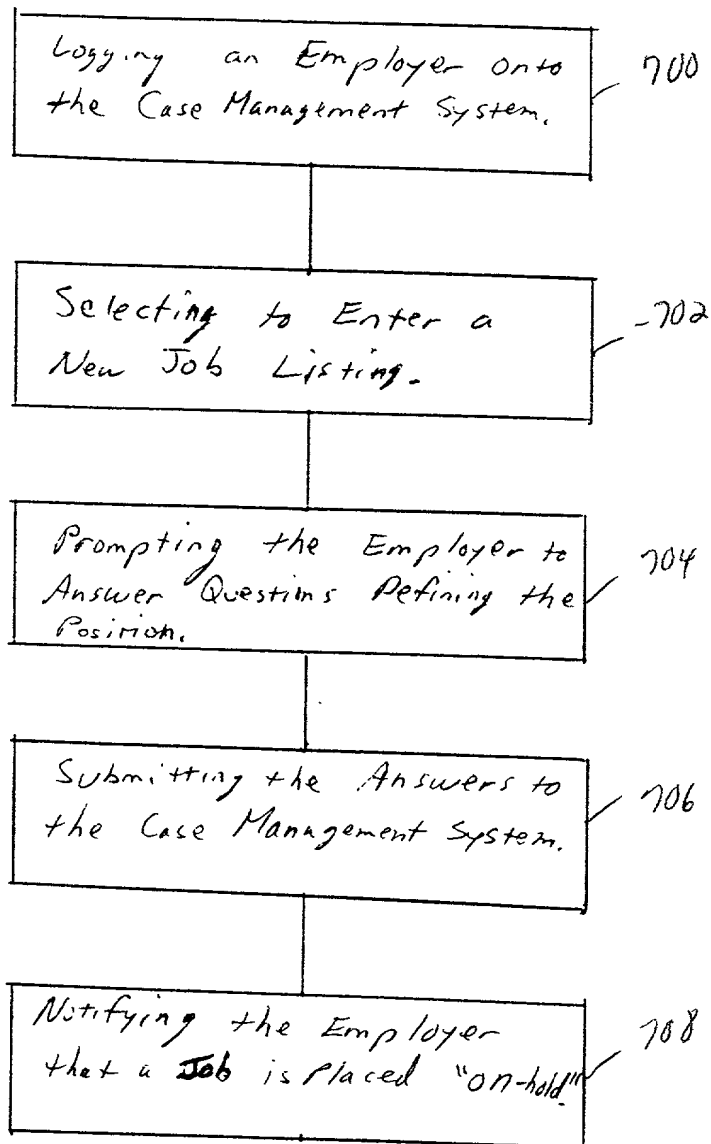 Logging an Employer onto
the Case Management System.
700
Selecting to Enter a
New Job Listing.
702
Prompting the Employer to
Answer Questions Defining the
Position.
704
Submitting the Answers to
the Case Management System.
706
Notifying the Employer
that a Job is Placed "on-hold"
708